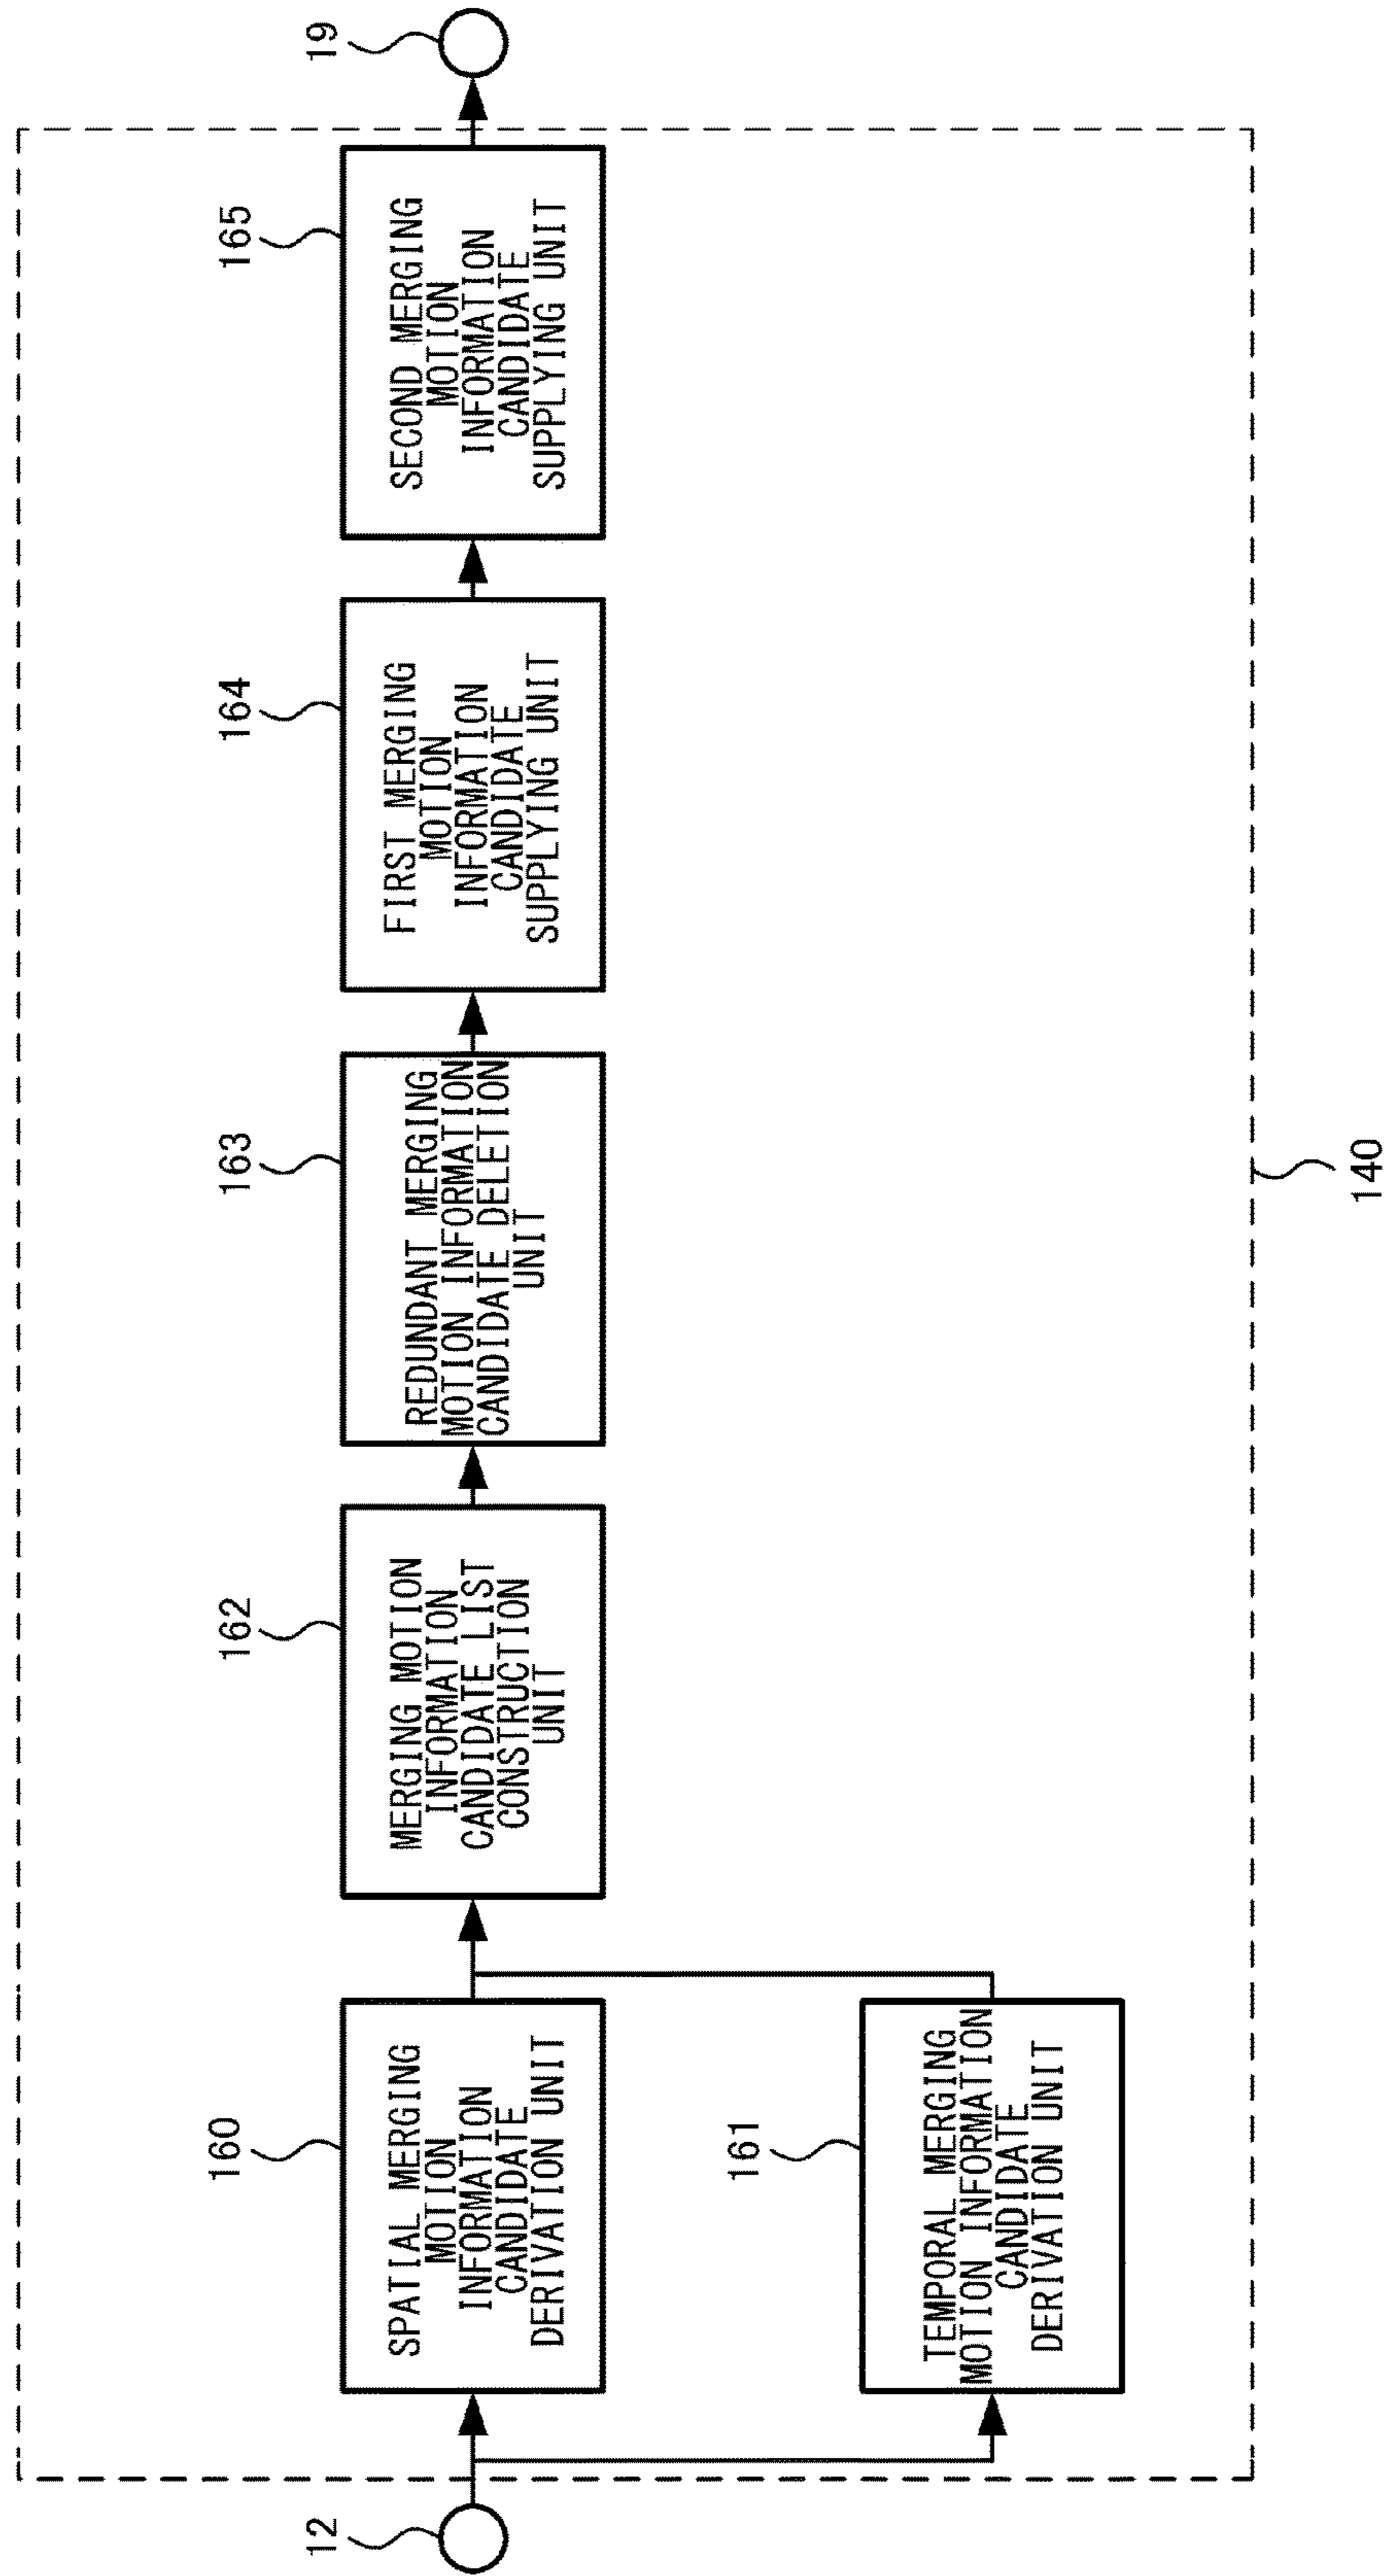 12
160
SPATIAL MERGING
MOTION
INFORMATION
CANDIDATE
DERIVATION UNIT
161
TEMPORAL MERGING
MOTION INFORMATION
CANDIDATE
DERIVATION UNIT
162
MERGING MOTION
INFORMATION
CANDIDATE LIST
CONSTRUCTION
UNIT
163
REDUNDANT MERGING
MOTION INFORMATION
CANDIDATE DELETION
UNIT
164
FIRST MERGING
MOTION
INFORMATION
CANDIDATE
SUPPLYING UNIT
165
SECOND MERGING
MOTION
INFORMATION
CANDIDATE
SUPPLYING UNIT
19
140